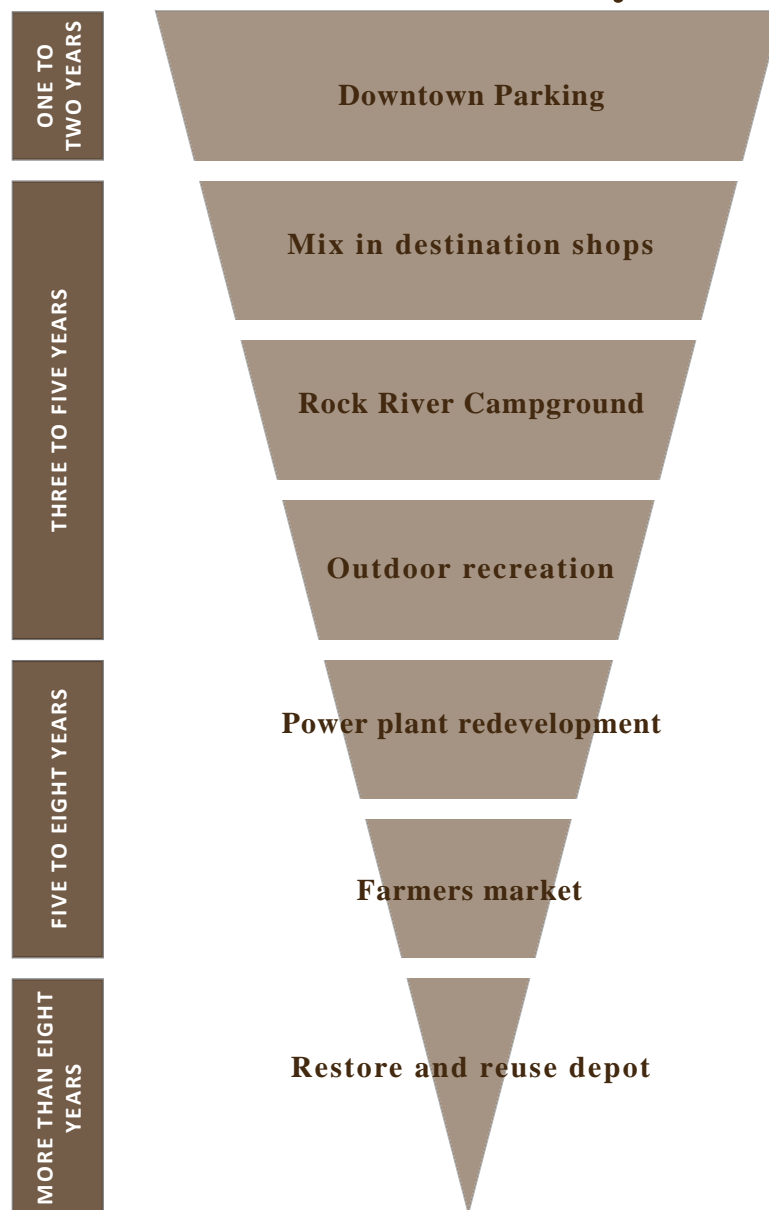 ONE TO
TWO YEARS
Downtown Parking
THREE TO FIVE YEARS
Mix in destination shops
Rock River Campground
Outdoor recreation
FIVE TO EIGHT YEARS
Power plant redevelopment
Farmers market
MORE THAN EIGHT
YEARS
Restore and reuse depot